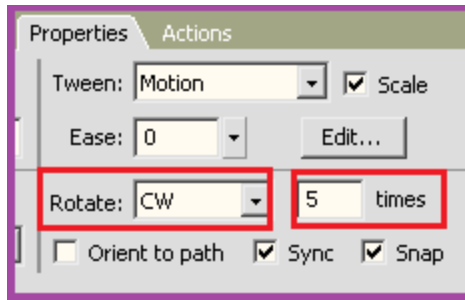 Properties Actions
Tween: Motion Scale
Ease: 0 Edit...
Rotate: CW 5 times
Orient to path Sync Snap